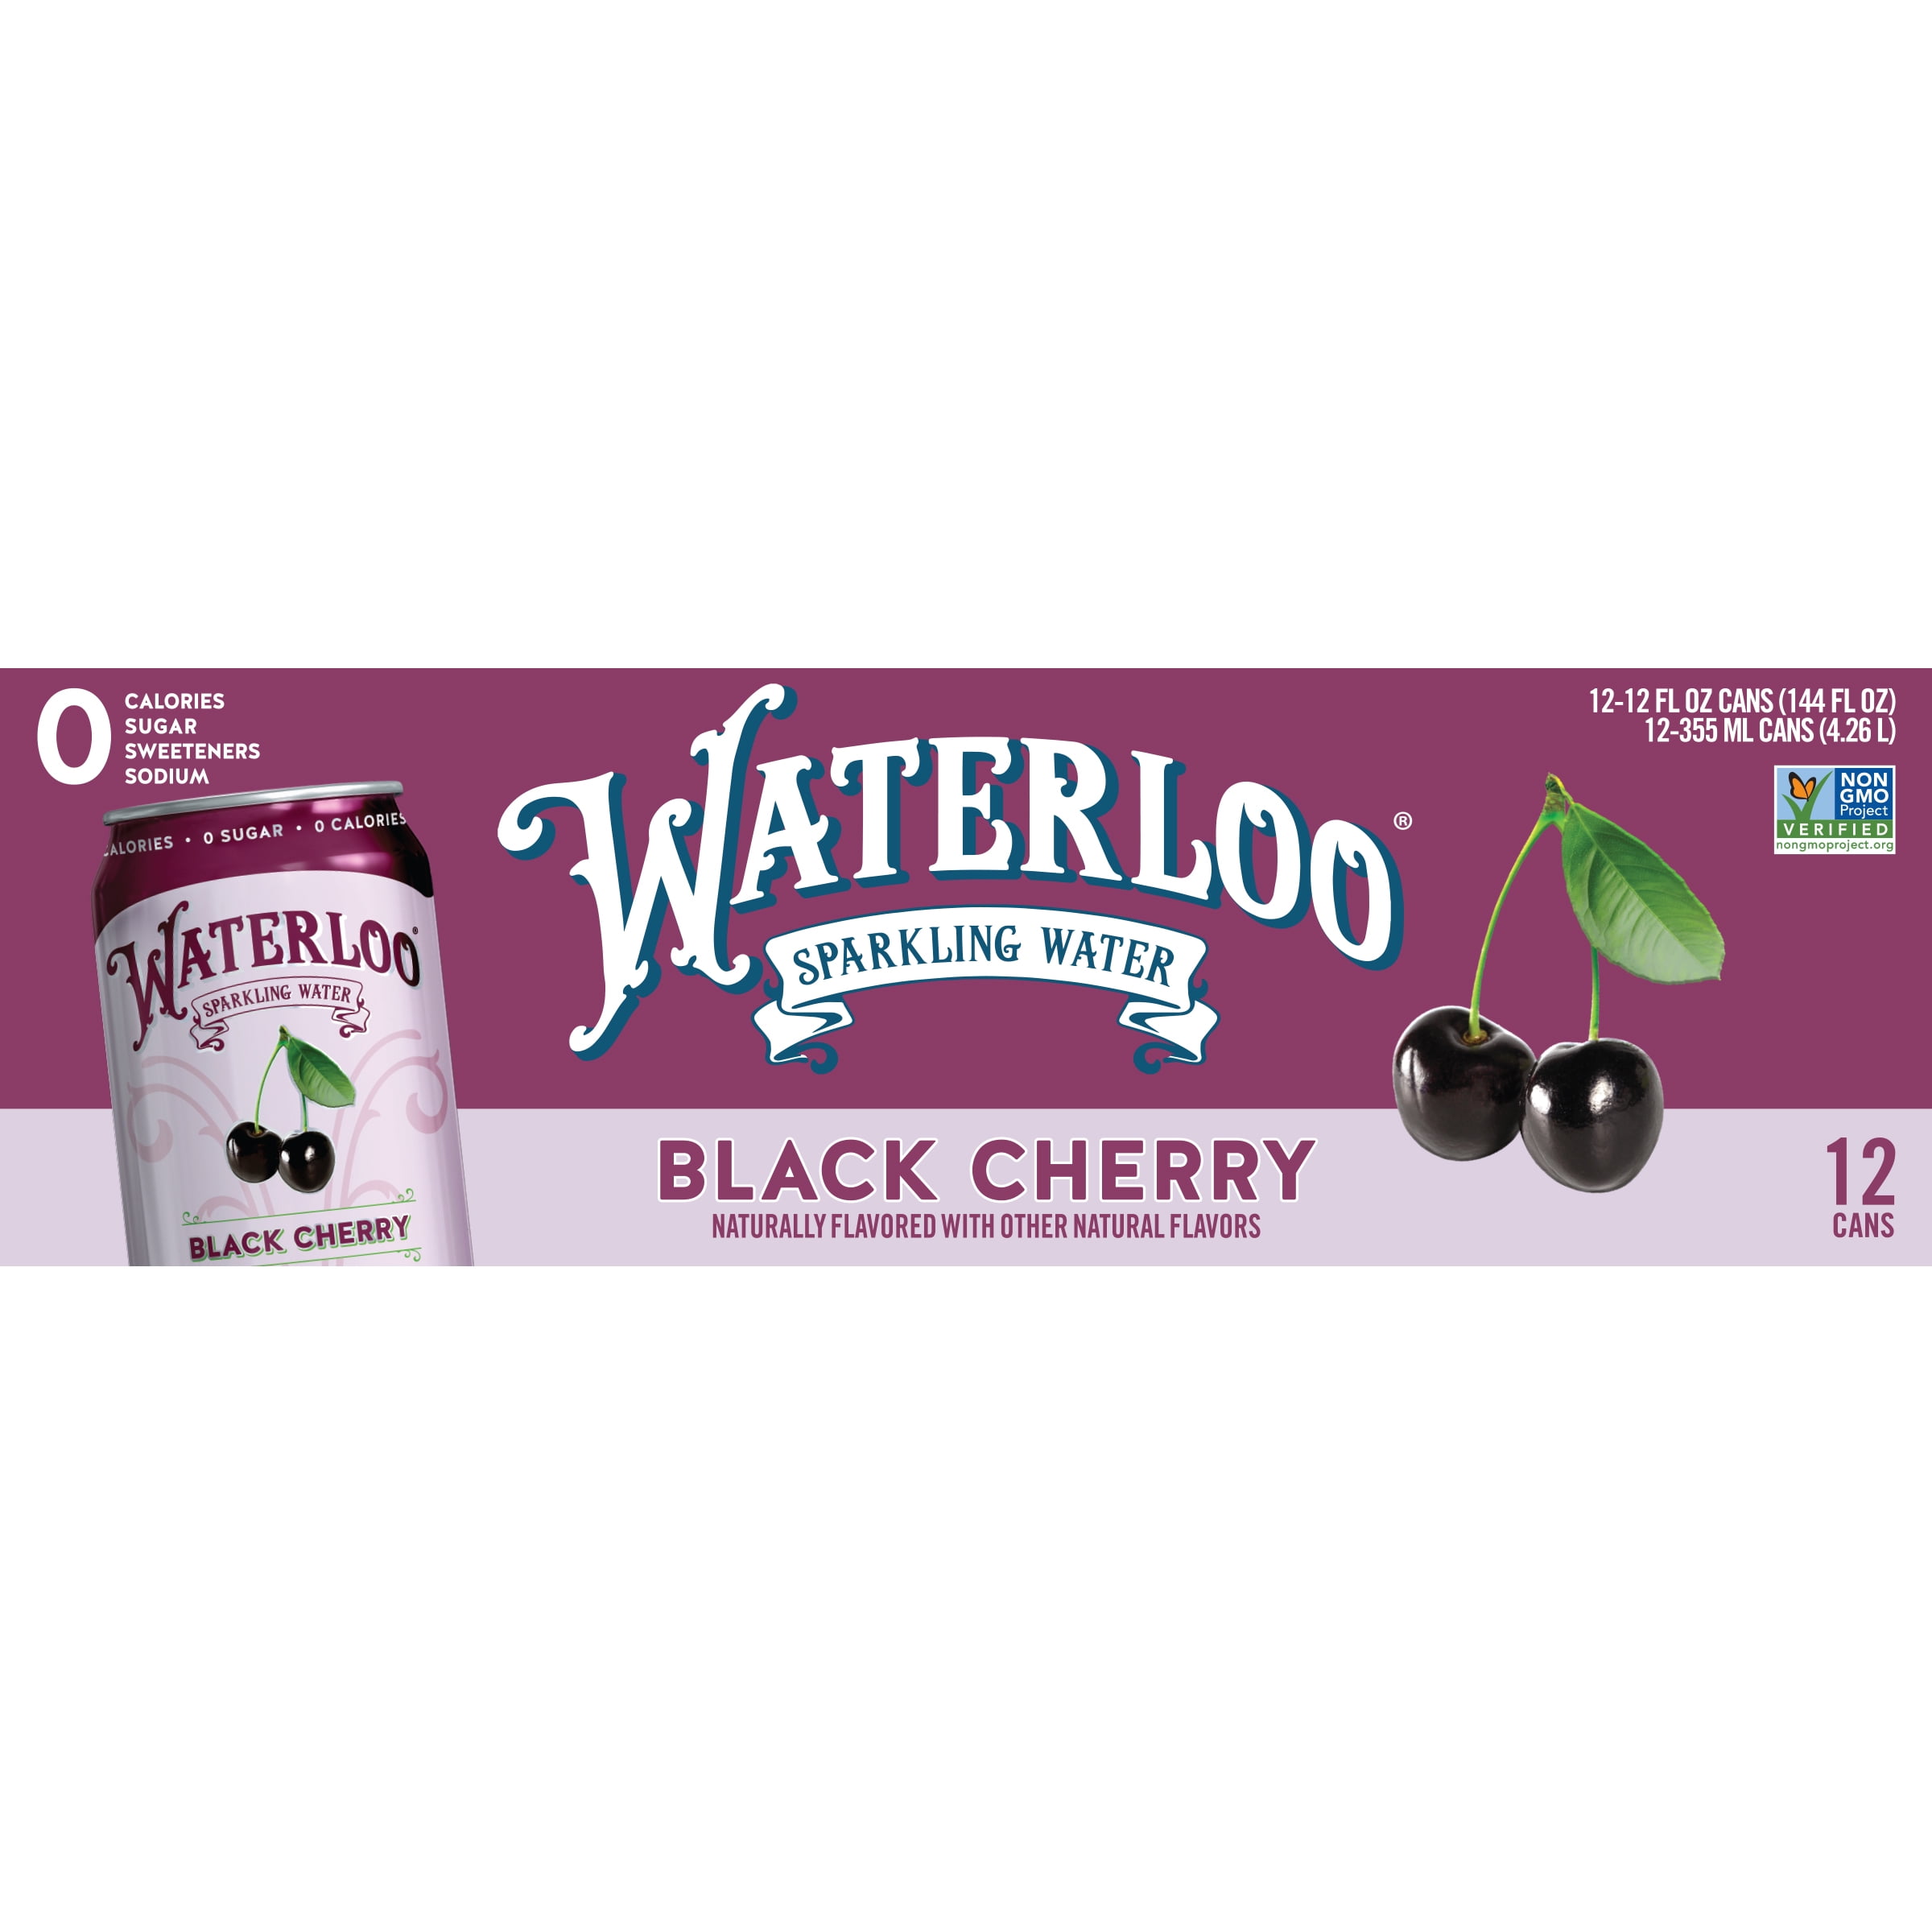 0 CALORIES
SUGAR
SWEETENERS
SODIUM
WATERLOO®
SPARKLING WATER
12-12 FL OZ CANS (144 FL OZ)
12-355 ML CANS (4.26 L)
NON
GMO
Project
VERIFIED
nongmoproject.org
ALORIES • 0 SUGAR • 0 CALORIES
WATERLOO®
SPARKLING WATER
BLACK CHERRY
BLACK CHERRY
NATURALLY FLAVORED WITH OTHER NATURAL FLAVORS
12
CANS